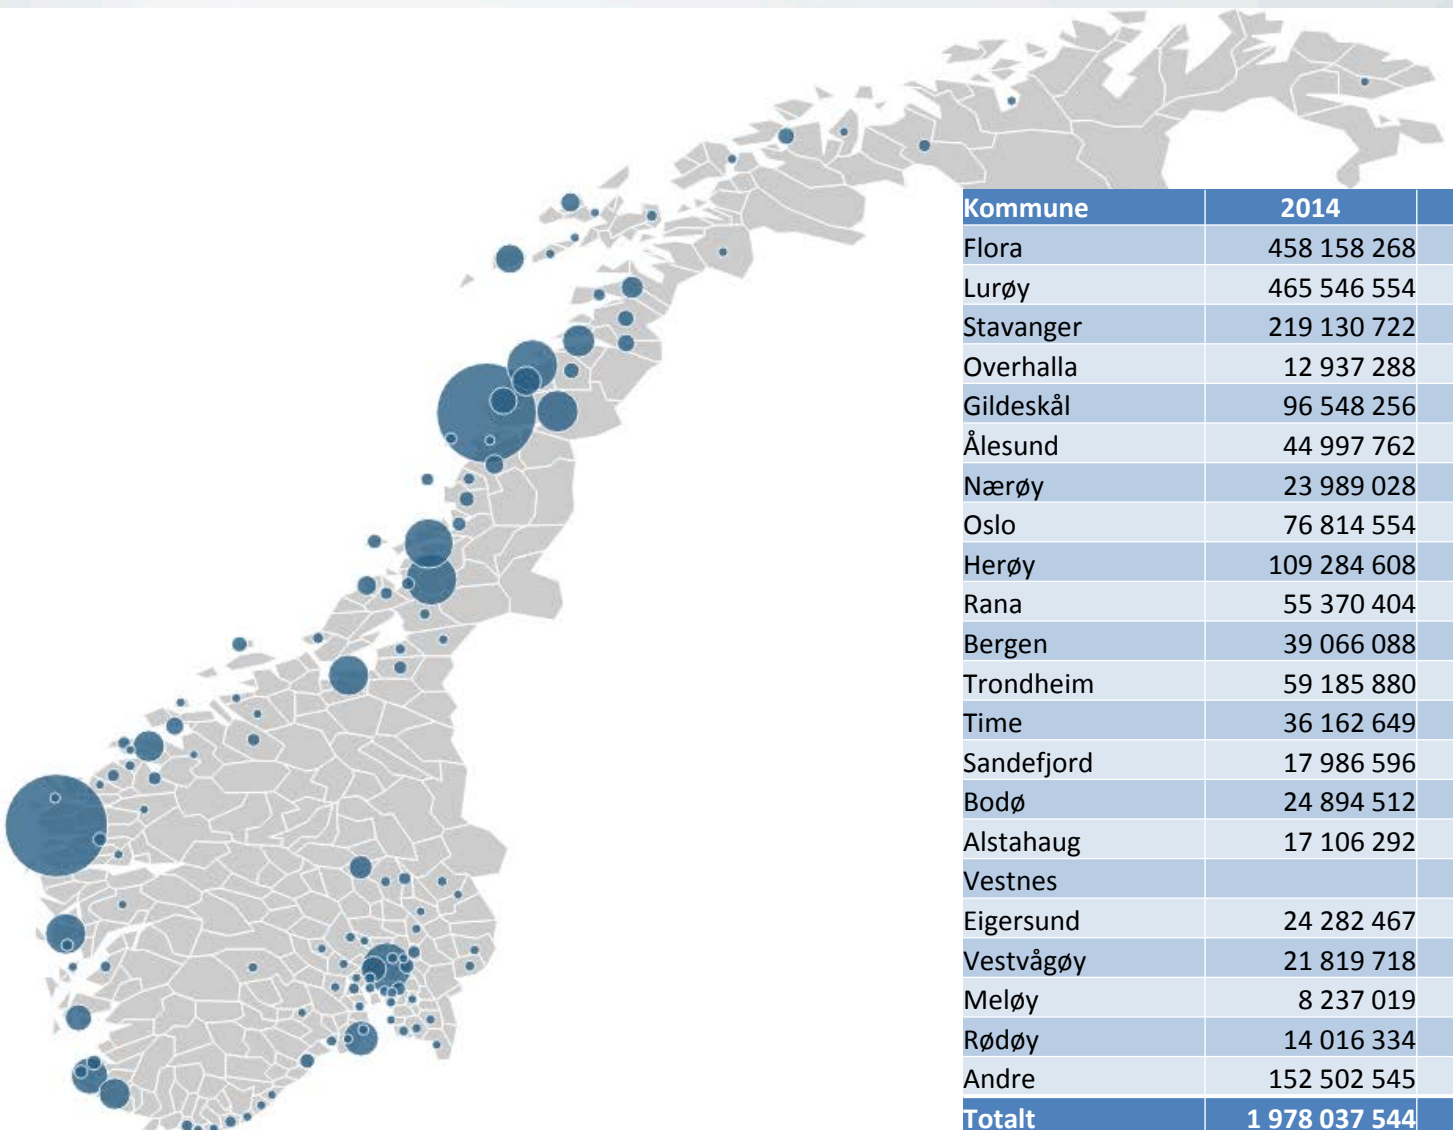 Kommune 2014
Flora 458 158 268
Lurøy 465 546 554
Stavanger 219 130 722
Overhalla 12 937 288
Gildeskål 96 548 256
Ålesund 44 997 762
Nærøy 23 989 028
Oslo 76 814 554
Herøy 109 284 608
Rana 55 370 404
Bergen 39 066 088
Trondheim 59 185 880
Time 36 162 649
Sandefjord 17 986 596
Bodø 24 894 512
Alstahaug 17 106 292
Vestnes
Eigersund 24 282 467
Vestvågøy 21 819 718
Meløy 8 237 019
Rødøy 14 016 334
Andre 152 502 545
Totalt 1 978 037 544